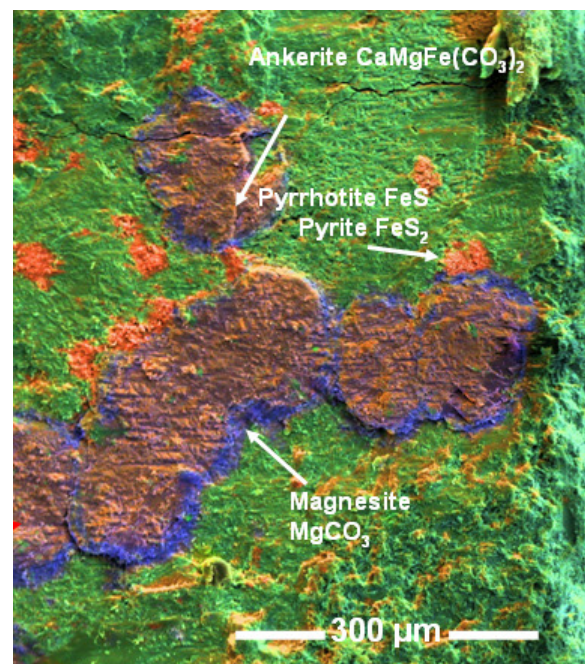 Ankerite CaMgFe(CO₃)₂
Pyrrhotite FeS
Pyrite FeS₂
Magnesite
MgCO₃
300 µm